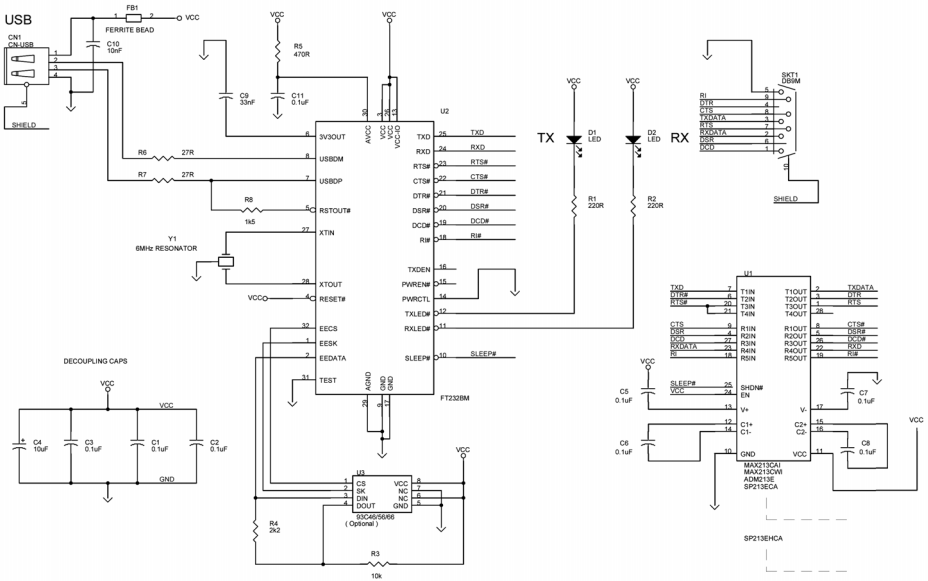 USB
CN1
CN-USB
1
2
3
4
5
SHIELD
FB1
1 2
FERRITE BEAD
VCC
C10
10nF
VCC
R5
470R
C9
33nF
C11
0.1uF
VCC
R6 27R
R7 27R
R8
1k5
Y1
6MHz RESONATOR
VCC
U2
30 AVCC
3 VCC
26 VCC
13 VCC-IO
6 3V3OUT
8 USBDM
7 USBDP
5 RSTOUT#
27 XTIN
28 XTOUT
4 RESET#
32 EECS
1 EESK
2 EEDATA
31 TEST
TXD 25 TXD
RXD 24 RXD
RTS# 23 RTS#
CTS# 22 CTS#
DTR# 21 DTR#
DSR# 20 DSR#
DCD# 19 DCD#
RI# 18 RI#
TXDEN 16
PWREN# 15
PWRCTL 14
TXLED# 12
RXLED# 11
SLEEP# 10 SLEEP#
AGND 29
GND 9
GND 17
FT232BM
TX
VCC
D1
LED
R1
220R
VCC
D2
LED
R2
220R
RX
SKT1
DB9M
5
RI 9
DTR 4
CTS 8
TXDATA 3
RTS 7
RXDATA 2
DSR 6
DCD 1
10
SHIELD
DECOUPLING CAPS
VCC
VCC
C4
10uF
C3
0.1uF
C1
0.1uF
C2
0.1uF
GND
U3
1 CS VCC 8
2 SK NC 7
3 DIN NC 6
4 DOUT GND 5
93C46/56/66
( Optional )
VCC
R4
2k2
R3
10k
U1
TXD 7 T1IN T1OUT 2 TXDATA
DTR# 6 T2IN T2OUT 3 DTR
RTS# 20 T3IN T3OUT 1 RTS
21 T4IN T4OUT 28
CTS 9 R1IN R1OUT 8 CTS#
DSR 4 R2IN R2OUT 5 DSR#
DCD 27 R3IN R3OUT 26 DCD#
RXDATA 23 R4IN R4OUT 22 RXD
RI 18 R5IN R5OUT 19 RI#
SLEEP# 25 SHDN#
VCC 24 EN
13 V+ V- 17
12 C1+ C2+ 15
14 C1- C2- 16
10 GND VCC 11
VCC
C5
0.1uF
C6
0.1uF
C7
0.1uF
C8
0.1uF
VCC
MAX213CAI
MAX213CWI
ADM213E
SP213ECA
SP213EHCA